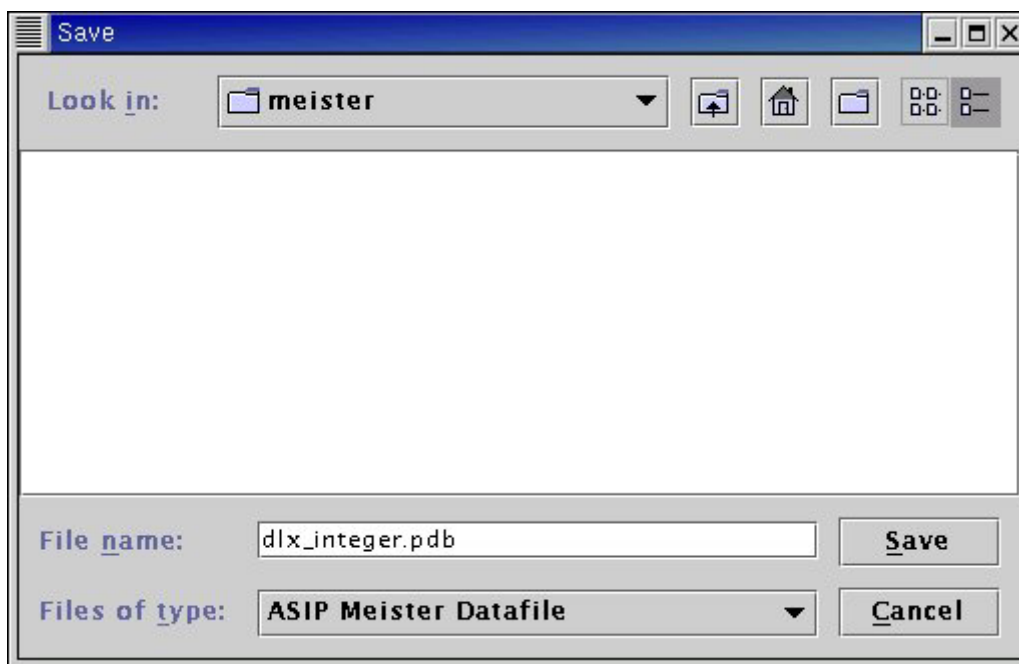 Save
Look in: meister
File name: dlx_integer.pdb Save
Files of type: ASIP Meister Datafile Cancel